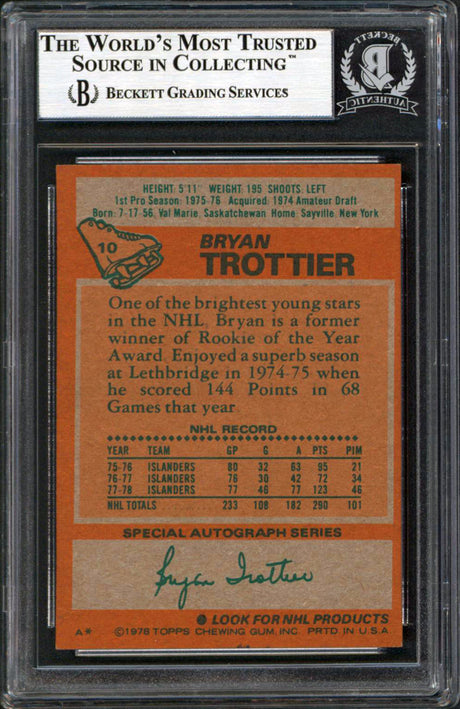 THE WORLD'S MOST TRUSTED
SOURCE IN COLLECTING™
B BECKETT GRADING SERVICES
BECKETT
B
AUTHENTIC
HEIGHT: 5'11" WEIGHT: 195 SHOOTS: LEFT
1st Pro Season: 1975-76 Acquired: 1974 Amateur Draft
Born: 7-17-56, Val Marie, Saskatchewan Home: Sayville, New York
10
BRYAN
TROTTIER
One of the brightest young stars
in the NHL, Bryan is a former
winner of Rookie of the Year
Award. Enjoyed a superb season
at Lethbridge in 1974-75 when
he scored 144 Points in 68
Games that year.
NHL RECORD
YEAR TEAM GP G A PTS PIM
75-76 ISLANDERS 80 32 63 95 21
76-77 ISLANDERS 76 30 42 72 34
77-78 ISLANDERS 77 46 77 123 46
NHL TOTALS 233 108 182 290 101
SPECIAL AUTOGRAPH SERIES
Bryan Trottier
LOOK FOR NHL PRODUCTS
A* ©1978 TOPPS CHEWING GUM, INC. PRTD. IN U.S.A.